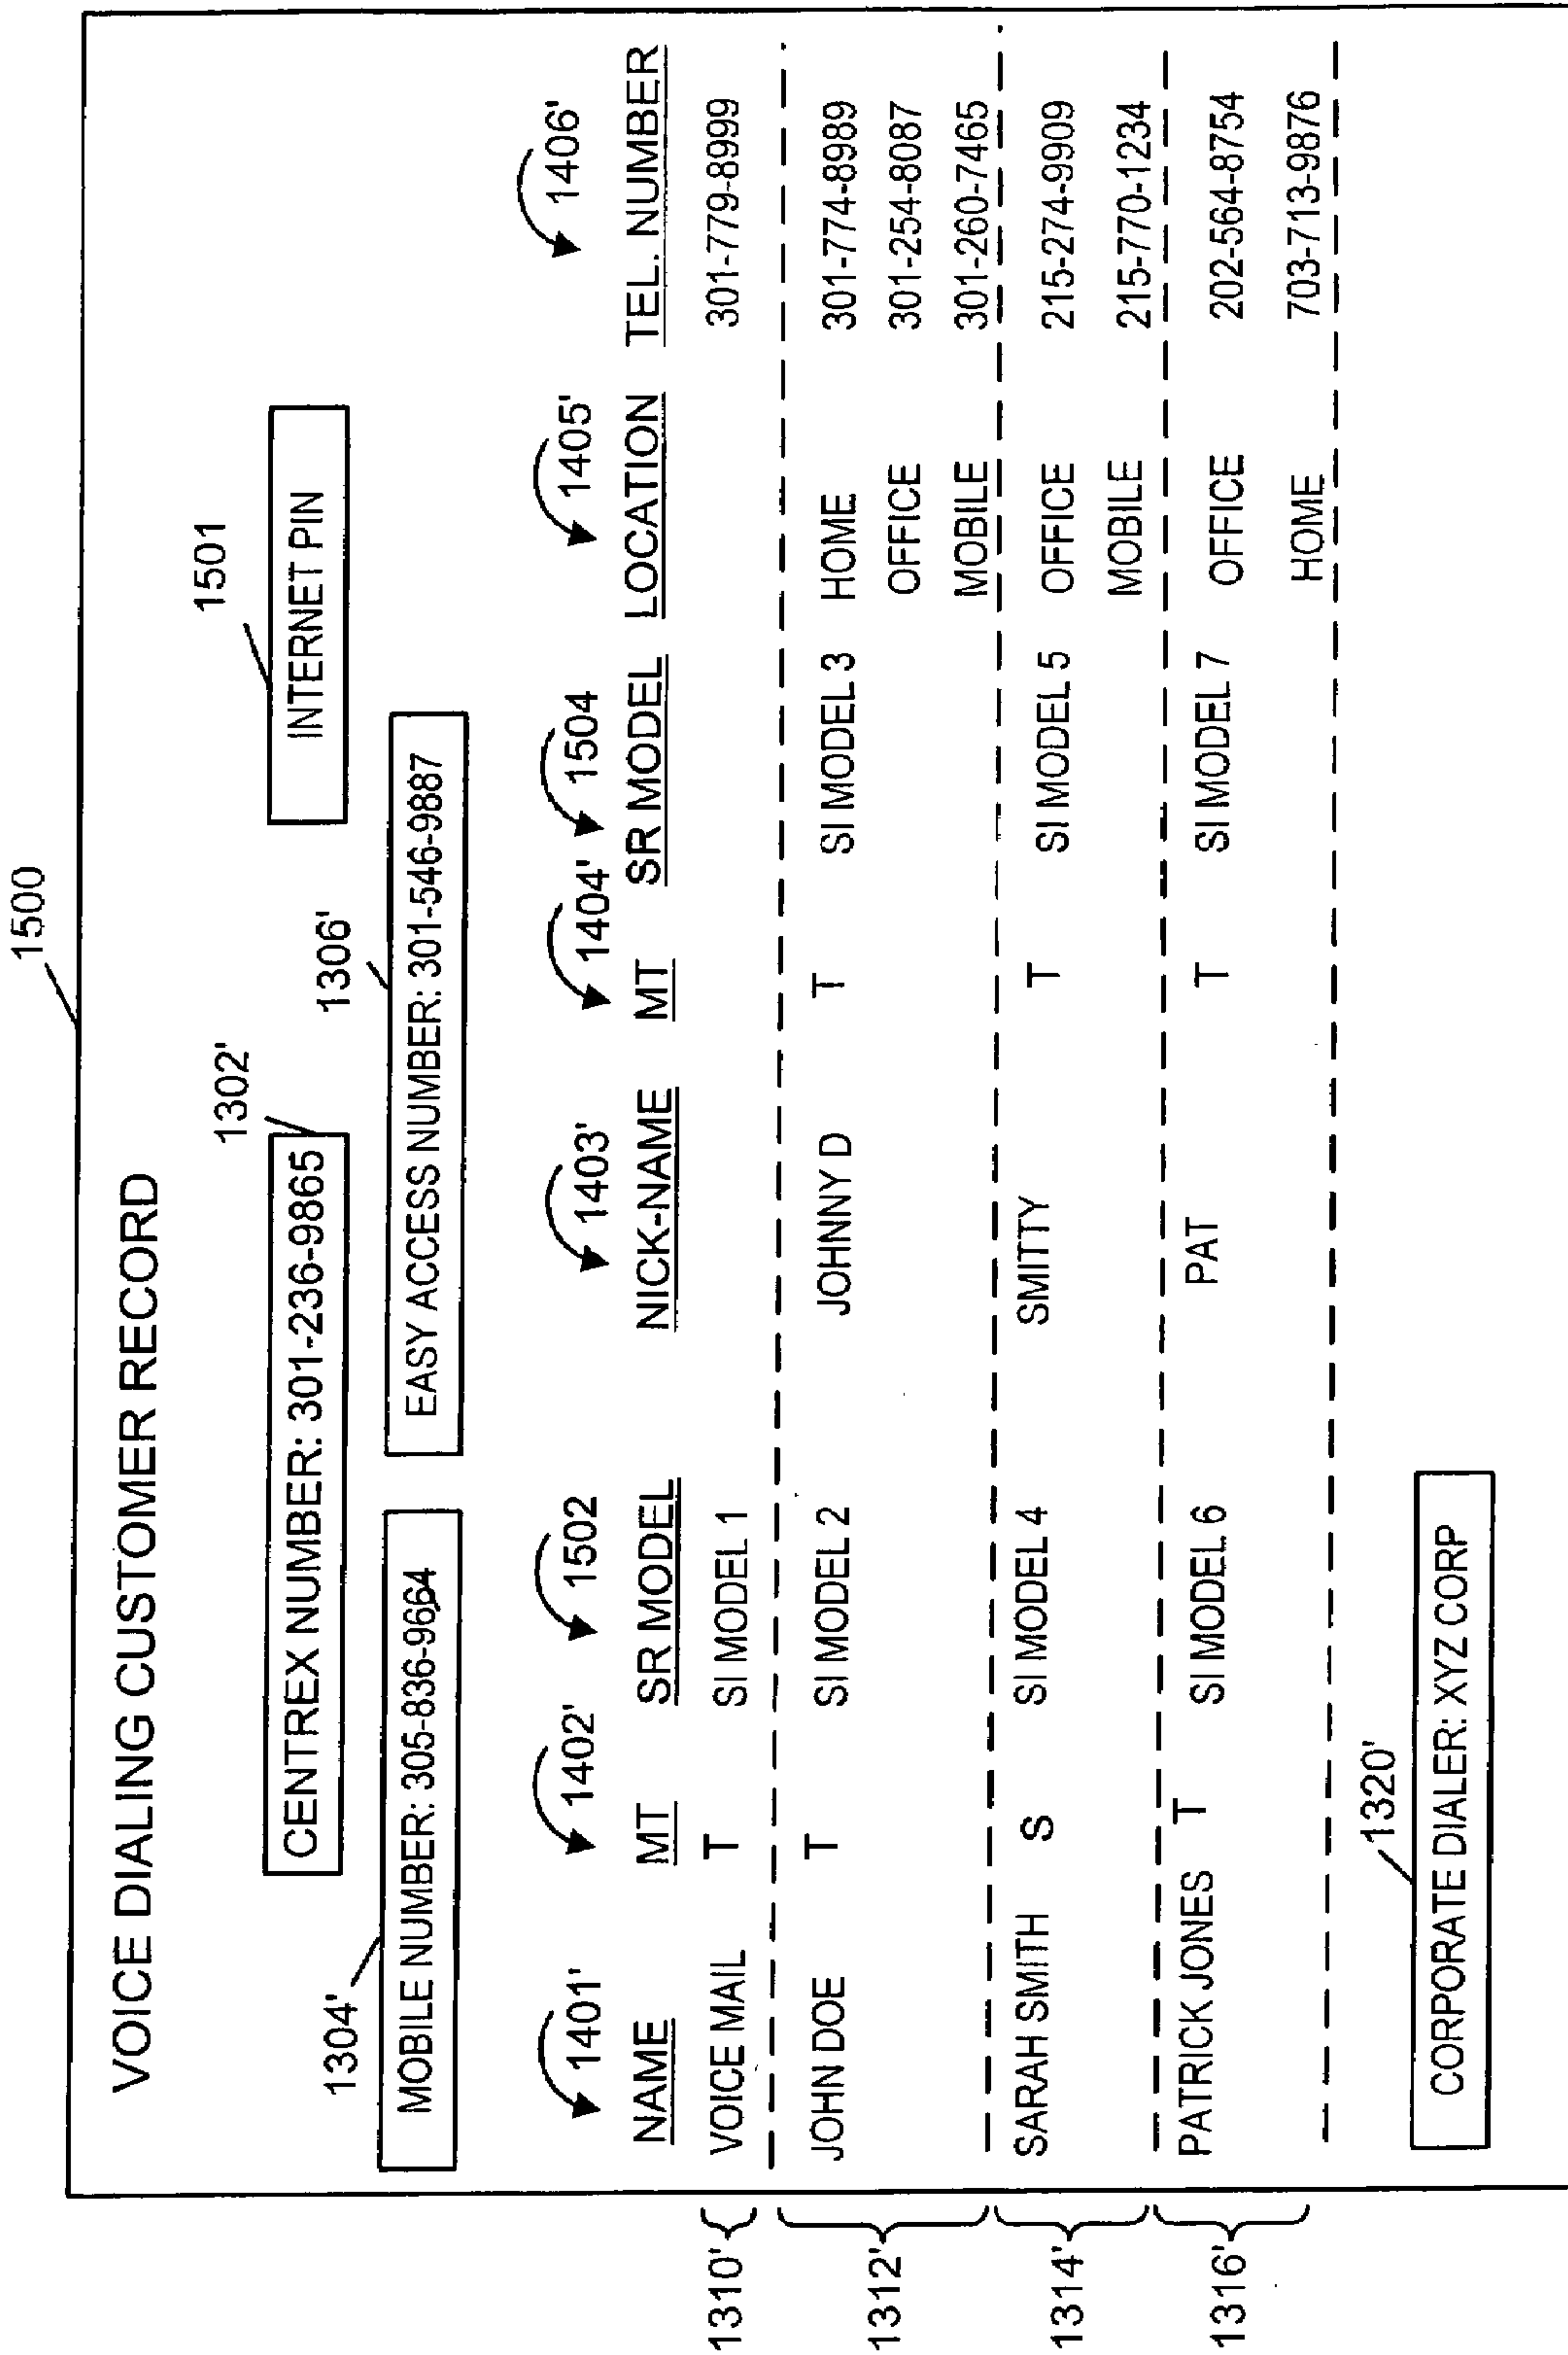 1500
VOICE DIALING CUSTOMER RECORD
1302'
1501
CENTREX NUMBER: 301-236-9865
INTERNET PIN
1304'
1306'
MOBILE NUMBER: 305-836-9664
EASY ACCESS NUMBER: 301-546-9887
1401' 1402' 1502 1403' 1404' 1504 1405' 1406'
NAME MT SR MODEL NICK-NAME MT SR MODEL LOCATION TEL. NUMBER
1310' VOICE MAIL T SI MODEL 1 301-779-8999
1312' JOHN DOE T SI MODEL 2 JOHNNY D T SI MODEL 3 HOME 301-774-8989
OFFICE 301-254-8087
MOBILE 301-260-7465
1314' SARAH SMITH S SI MODEL 4 SMITTY T SI MODEL 5 OFFICE 215-274-9909
MOBILE 215-770-1234
1316' PATRICK JONES T SI MODEL 6 PAT T SI MODEL 7 OFFICE 202-564-8754
HOME 703-713-9876
1320'
CORPORATE DIALER: XYZ CORP